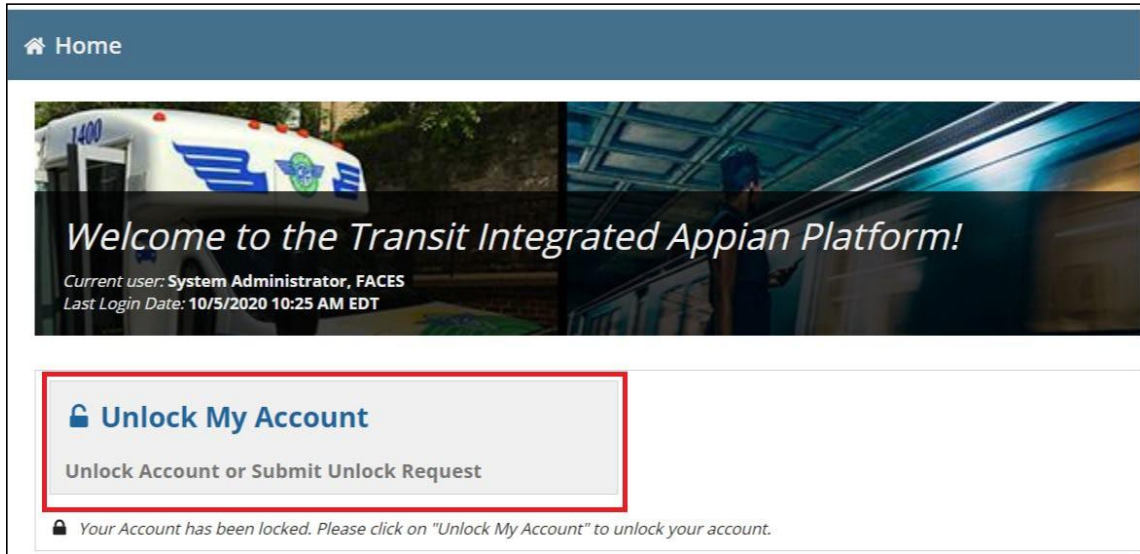 Home
1400
Welcome to the Transit Integrated Appian Platform!
Current user: System Administrator, FACES
Last Login Date: 10/5/2020 10:25 AM EDT
Unlock My Account
Unlock Account or Submit Unlock Request
Your Account has been locked. Please click on "Unlock My Account" to unlock your account.